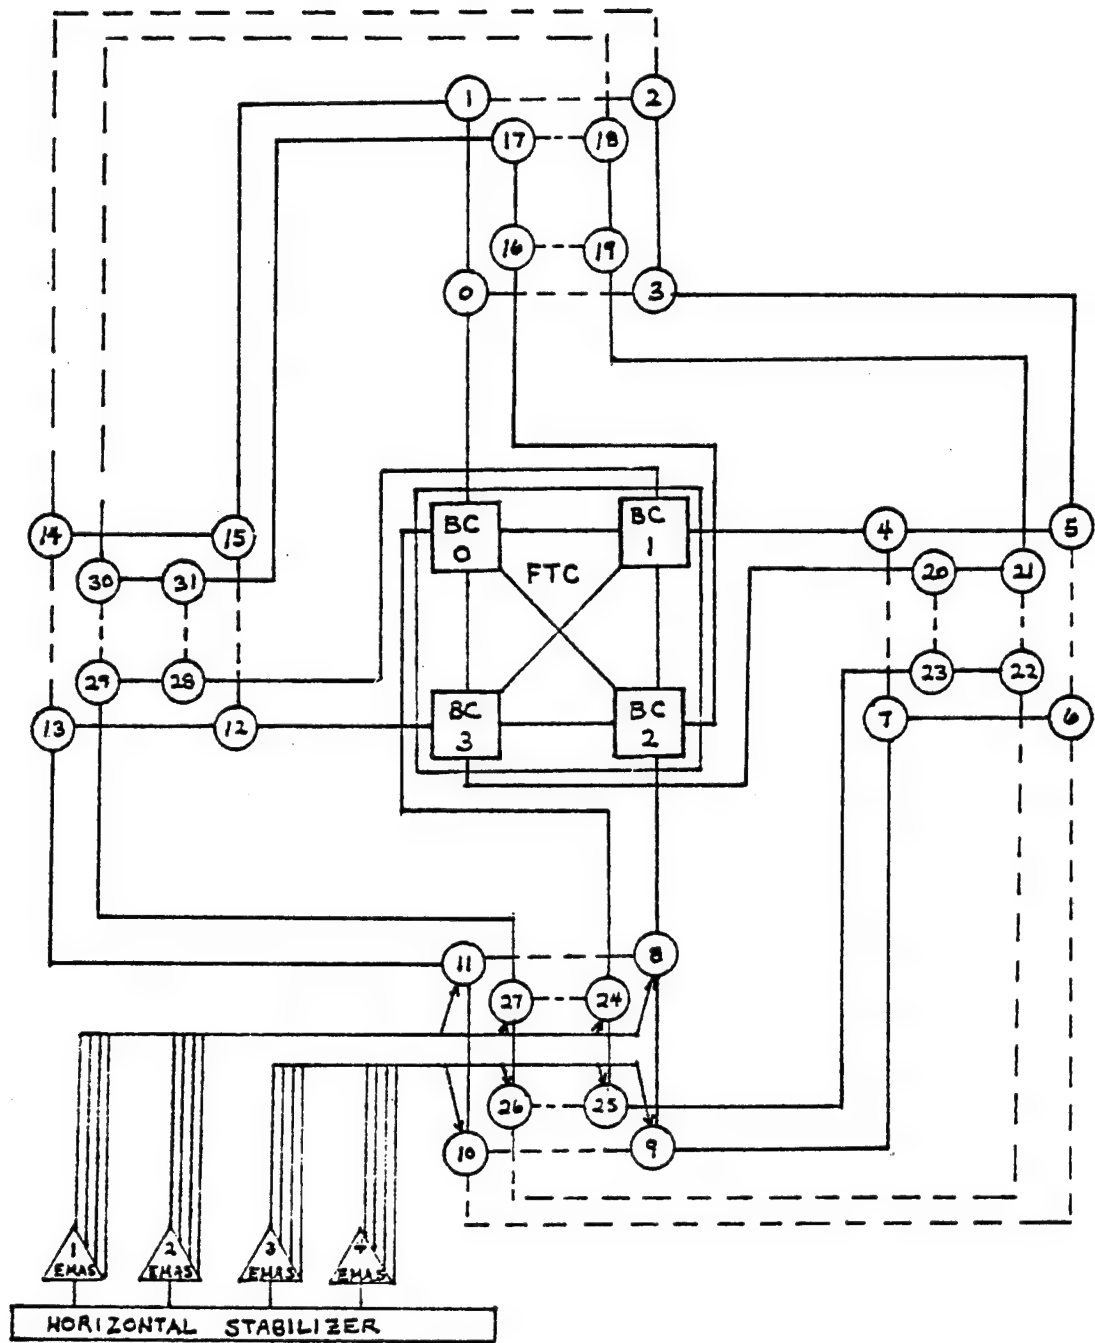 1 2
17 18
16 19
0 3
14 15
BC 0
BC 1
4 5
30 31
FTC
20 21
29 28
23 22
13 12
BC 3
BC 2
7 6
11 8
27 24
26 25
10 9
1 EMAS
2 EMAS
3 EMAS
4 EMAS
HORIZONTAL STABILIZER